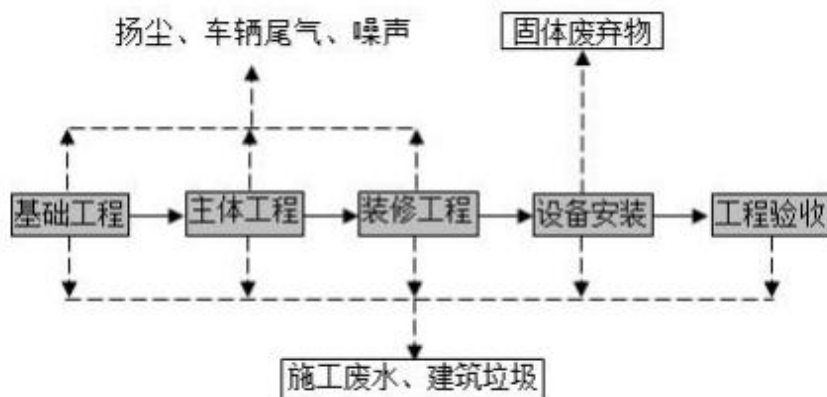 扬尘、车辆尾气、噪声
固体废弃物
基础工程
主体工程
装修工程
设备安装
工程验收
施工废水、建筑垃圾